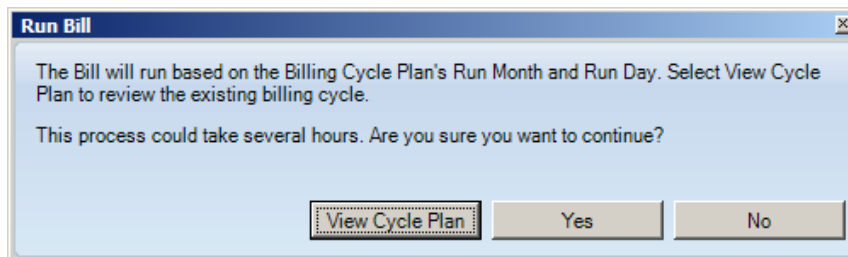 Run Bill
The Bill will run based on the Billing Cycle Plan's Run Month and Run Day. Select View Cycle
Plan to review the existing billing cycle.
This process could take several hours. Are you sure you want to continue?
View Cycle Plan Yes No